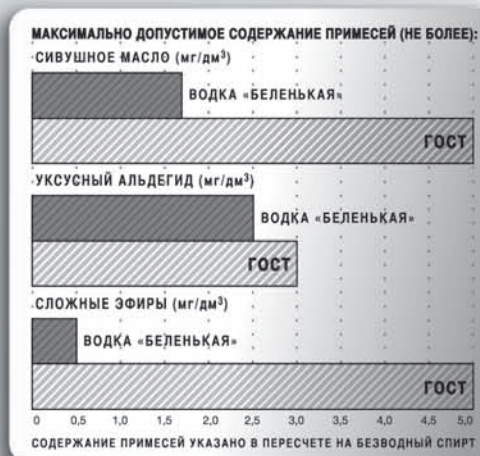 МАКСИМАЛЬНО ДОПУСТИМОЕ СОДЕРЖАНИЕ ПРИМЕСЕЙ (НЕ БОЛЕЕ):
СИВУШНОЕ МАСЛО (мг/дм³)
ВОДКА «БЕЛЕНЬКАЯ»
ГОСТ
УКСУСНЫЙ АЛЬДЕГИД (мг/дм³)
ВОДКА «БЕЛЕНЬКАЯ»
ГОСТ
СЛОЖНЫЕ ЭФИРЫ (мг/дм³)
ВОДКА «БЕЛЕНЬКАЯ»
ГОСТ
0 0,5 1,0 1,5 2,0 2,5 3,0 3,5 4,0 4,5 5,0
СОДЕРЖАНИЕ ПРИМЕСЕЙ УКАЗАНО В ПЕРЕСЧЕТЕ НА БЕЗВОДНЫЙ СПИРТ